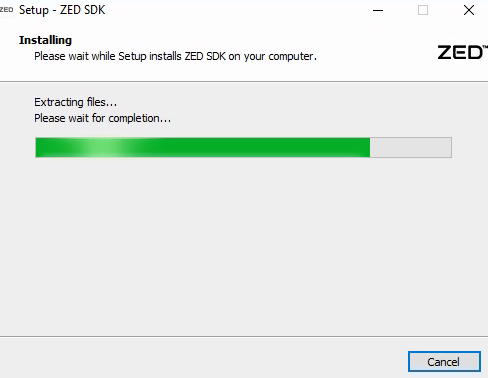 ZED Setup - ZED SDK
Installing
Please wait while Setup installs ZED SDK on your computer.
ZED™
Extracting files...
Please wait for completion...
Cancel